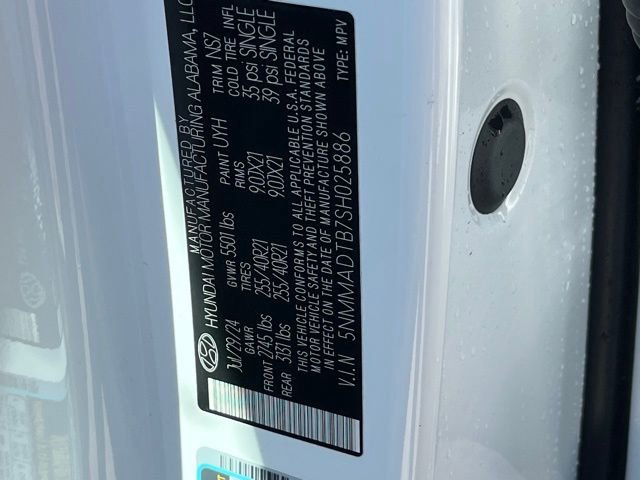 MANUFACTURED BY
HYUNDAI MOTOR MANUFACTURING ALABAMA, LLC
Jul/29/24 GVWR 5501 lbs PAINT UYH TRIM NS7
GAWR TIRES RIMS COLD TIRE INFL
FRONT 2745 lbs 255/40R21 9.0JX21 35 psi SINGLE
REAR 3131 lbs 255/40R21 9.0JX21 39 psi SINGLE
THIS VEHICLE CONFORMS TO ALL APPLICABLE U.S.A. FEDERAL
MOTOR VEHICLE SAFETY AND THEFT PREVENTION STANDARDS
IN EFFECT ON THE DATE OF MANUFACTURE SHOWN ABOVE
V.I.N 5NMMADTB7SH025886 TYPE: MPV